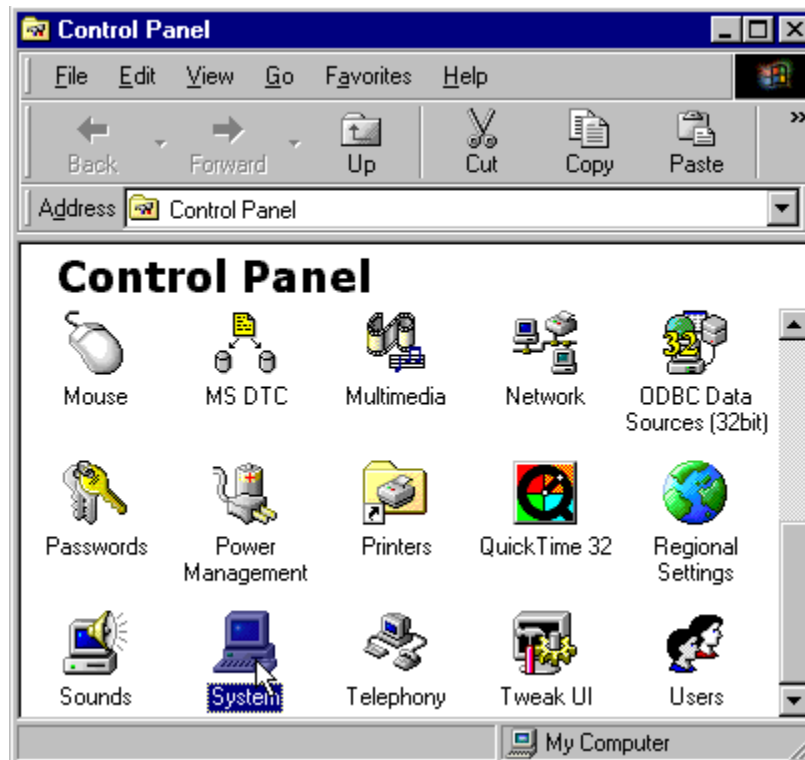 Control Panel
File Edit View Go Favorites Help
Back Forward Up Cut Copy Paste »
Address Control Panel
Control Panel
Mouse MS DTC Multimedia Network ODBC Data
Sources (32bit)
32
Passwords Power Printers QuickTime 32 Regional
Management Settings
Sounds System Telephony Tweak UI Users
My Computer